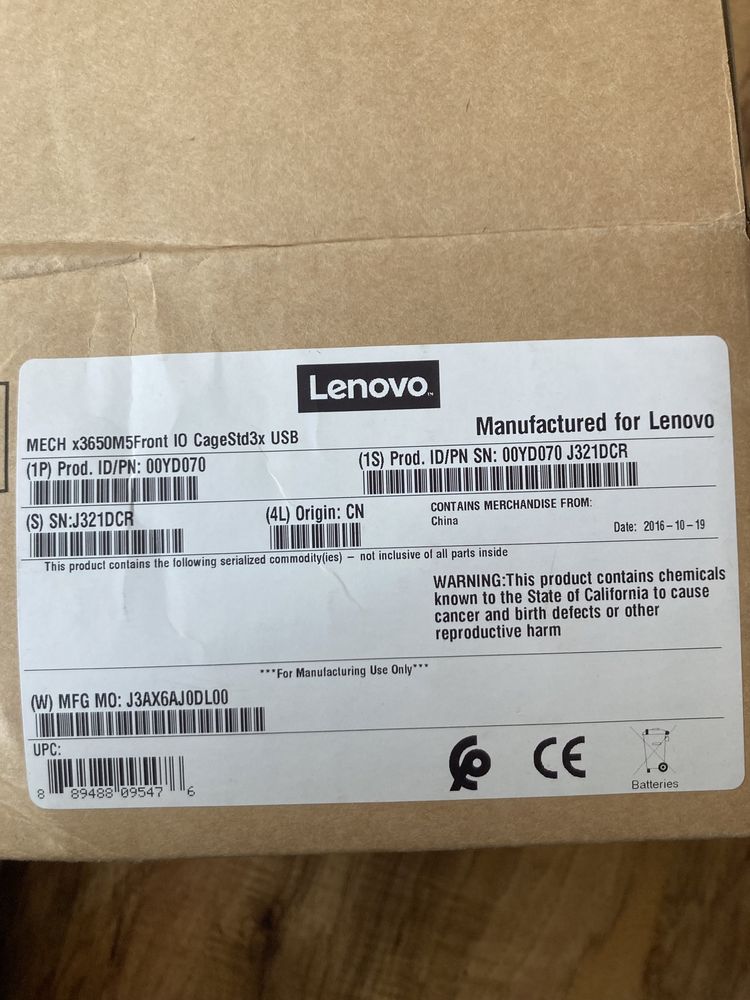 Lenovo™
MECH x3650M5Front IO CageStd3x USB
Manufactured for Lenovo
(1P) Prod. ID/PN: 00YD070
(1S) Prod. ID/PN SN: 00YD070 J321DCR
(S) SN:J321DCR
(4L) Origin: CN
CONTAINS MERCHANDISE FROM:
China
Date: 2016-10-19
This product contains the following serialized commodity(ies) – not inclusive of all parts inside
WARNING:This product contains chemicals
known to the State of California to cause
cancer and birth defects or other
reproductive harm
***For Manufacturing Use Only***
(W) MFG MO: J3AX6AJ0DL00
UPC:
8 89488 09547 6
CE
Batteries